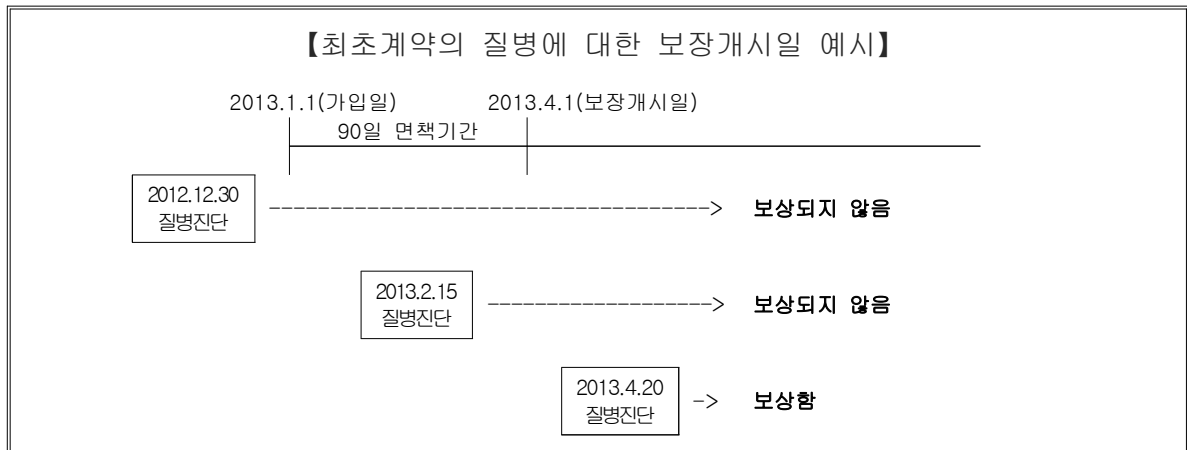 【최초계약의 질병에 대한 보장개시일 예시】
2013.1.1(가입일) 2013.4.1(보장개시일)
90일 면책기간
2012.12.30
질병진단
-----------------------------------> 보상되지 않음
2013.2.15
질병진단
-------------------> 보상되지 않음
2013.4.20
질병진단
-> 보상함